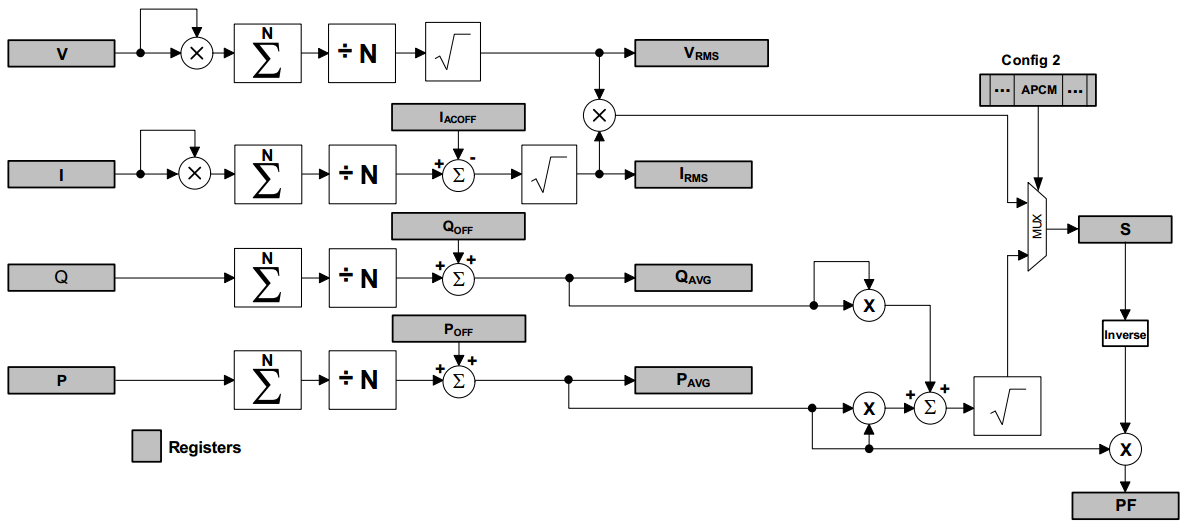 V
×
N
Σ
÷ N
√
VRMS
Config 2
... APCM ...
IACOFF
×
I
×
N
Σ
÷ N
+
-
Σ
√
IRMS
MUX
S
QOFF
Q
N
Σ
÷ N
+
+
Σ
QAVG
X
Inverse
POFF
P
N
Σ
÷ N
+
+
Σ
PAVG
X
+
+
Σ
√
X
Registers
PF